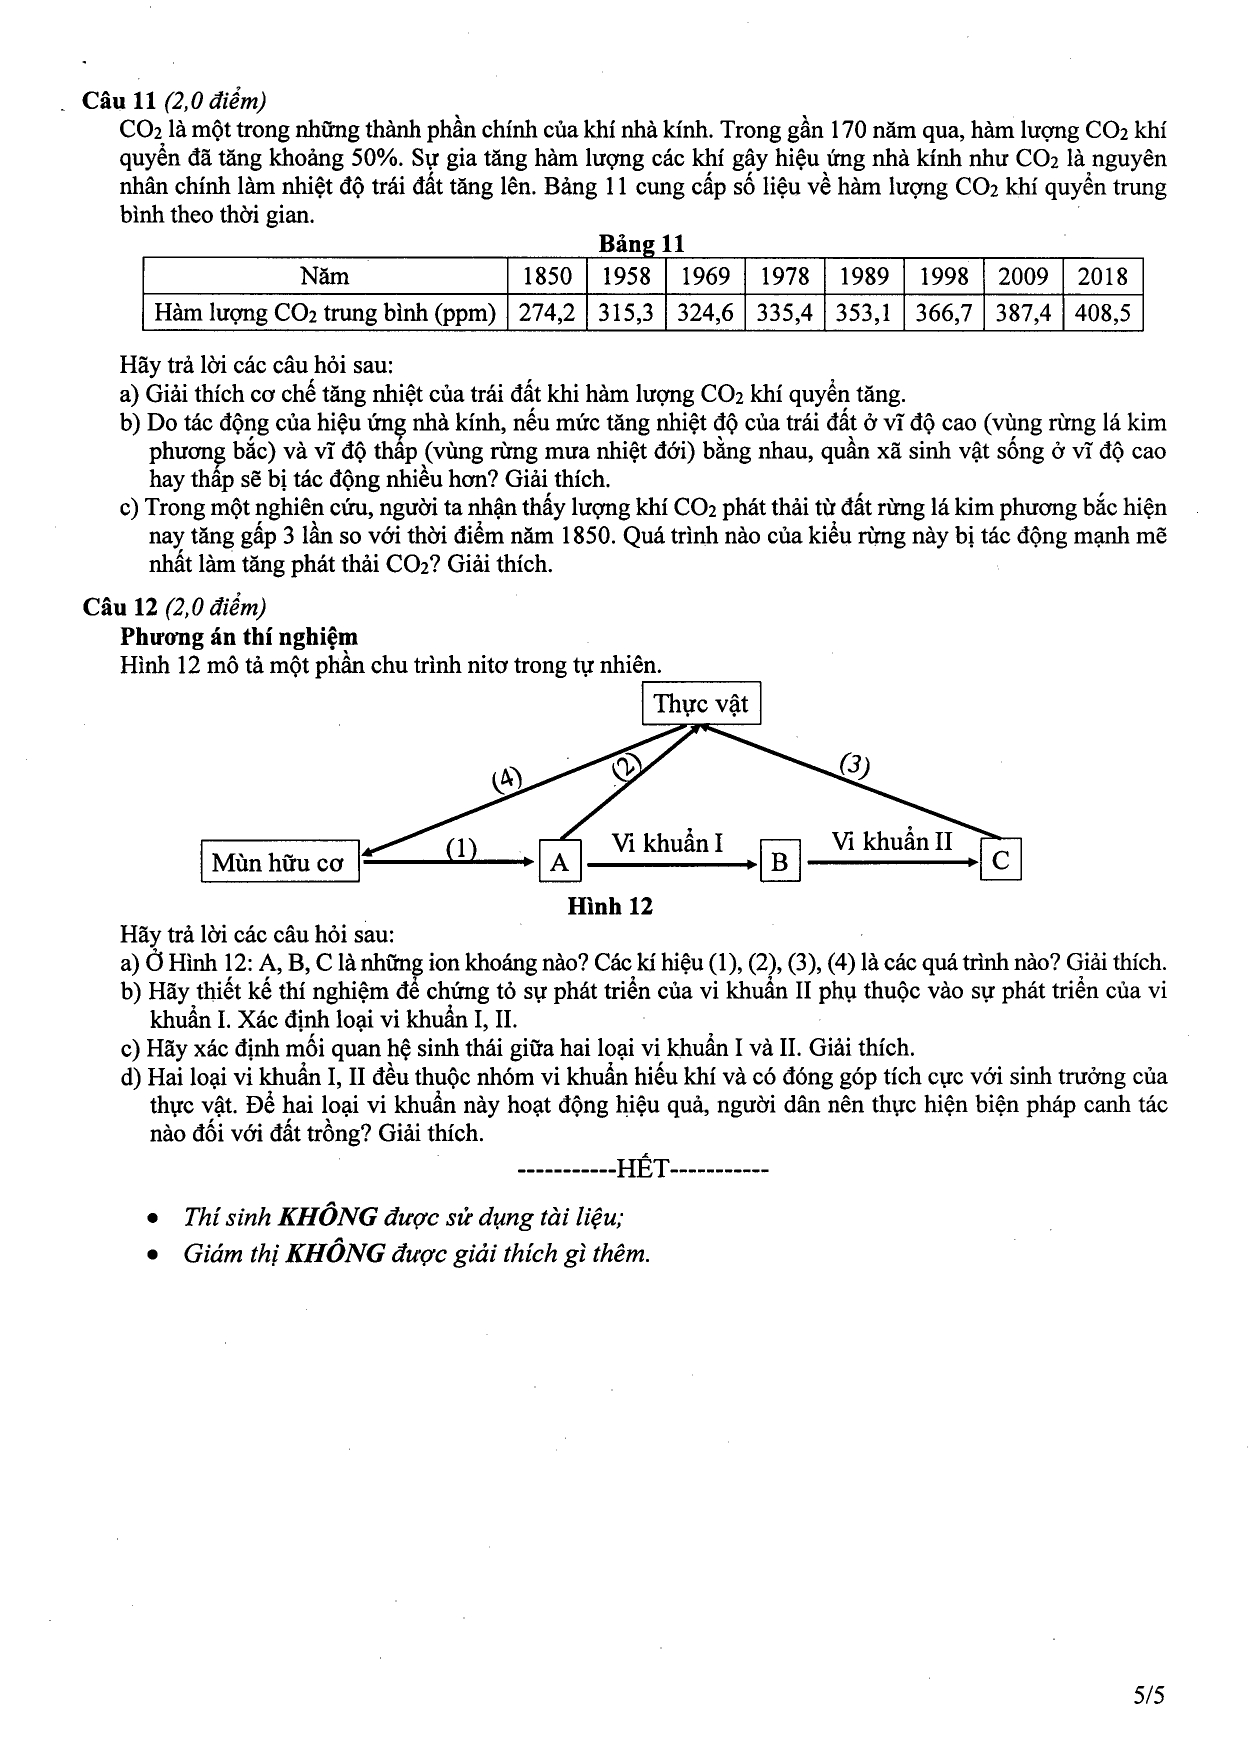 Câu 11 (2,0 điểm)
CO2 là một trong những thành phần chính của khí nhà kính. Trong gần 170 năm qua, hàm lượng CO2 khí
quyển đã tăng khoảng 50%. Sự gia tăng hàm lượng các khí gây hiệu ứng nhà kính như CO2 là nguyên
nhân chính làm nhiệt độ trái đất tăng lên. Bảng 11 cung cấp số liệu về hàm lượng CO2 khí quyển trung
bình theo thời gian.
Bảng 11
Năm 1850 1958 1969 1978 1989 1998 2009 2018
Hàm lượng CO2 trung bình (ppm) 274,2 315,3 324,6 335,4 353,1 366,7 387,4 408,5
Hãy trả lời các câu hỏi sau:
a) Giải thích cơ chế tăng nhiệt của trái đất khi hàm lượng CO2 khí quyển tăng.
b) Do tác động của hiệu ứng nhà kính, nếu mức tăng nhiệt độ của trái đất ở vĩ độ cao (vùng rừng lá kim
phương bắc) và vĩ độ thấp (vùng rừng mưa nhiệt đới) bằng nhau, quần xã sinh vật sống ở vĩ độ cao
hay thấp sẽ bị tác động nhiều hơn? Giải thích.
c) Trong một nghiên cứu, người ta nhận thấy lượng khí CO2 phát thải từ đất rừng lá kim phương bắc hiện
nay tăng gấp 3 lần so với thời điểm năm 1850. Quá trình nào của kiểu rừng này bị tác động mạnh mẽ
nhất làm tăng phát thải CO2? Giải thích.
Câu 12 (2,0 điểm)
Phương án thí nghiệm
Hình 12 mô tả một phần chu trình nitơ trong tự nhiên.
Thực vật
(4) (2) (3)
Mùn hữu cơ (1) A Vi khuẩn I B Vi khuẩn II C
Hình 12
Hãy trả lời các câu hỏi sau:
a) Ở Hình 12: A, B, C là những ion khoáng nào? Các kí hiệu (1), (2), (3), (4) là các quá trình nào? Giải thích.
b) Hãy thiết kế thí nghiệm để chứng tỏ sự phát triển của vi khuẩn II phụ thuộc vào sự phát triển của vi
khuẩn I. Xác định loại vi khuẩn I, II.
c) Hãy xác định mối quan hệ sinh thái giữa hai loại vi khuẩn I và II. Giải thích.
d) Hai loại vi khuẩn I, II đều thuộc nhóm vi khuẩn hiếu khí và có đóng góp tích cực với sinh trưởng của
thực vật. Để hai loại vi khuẩn này hoạt động hiệu quả, người dân nên thực hiện biện pháp canh tác
nào đối với đất trồng? Giải thích.
-----------HẾT-----------
• Thí sinh KHÔNG được sử dụng tài liệu;
• Giám thị KHÔNG được giải thích gì thêm.
5/5